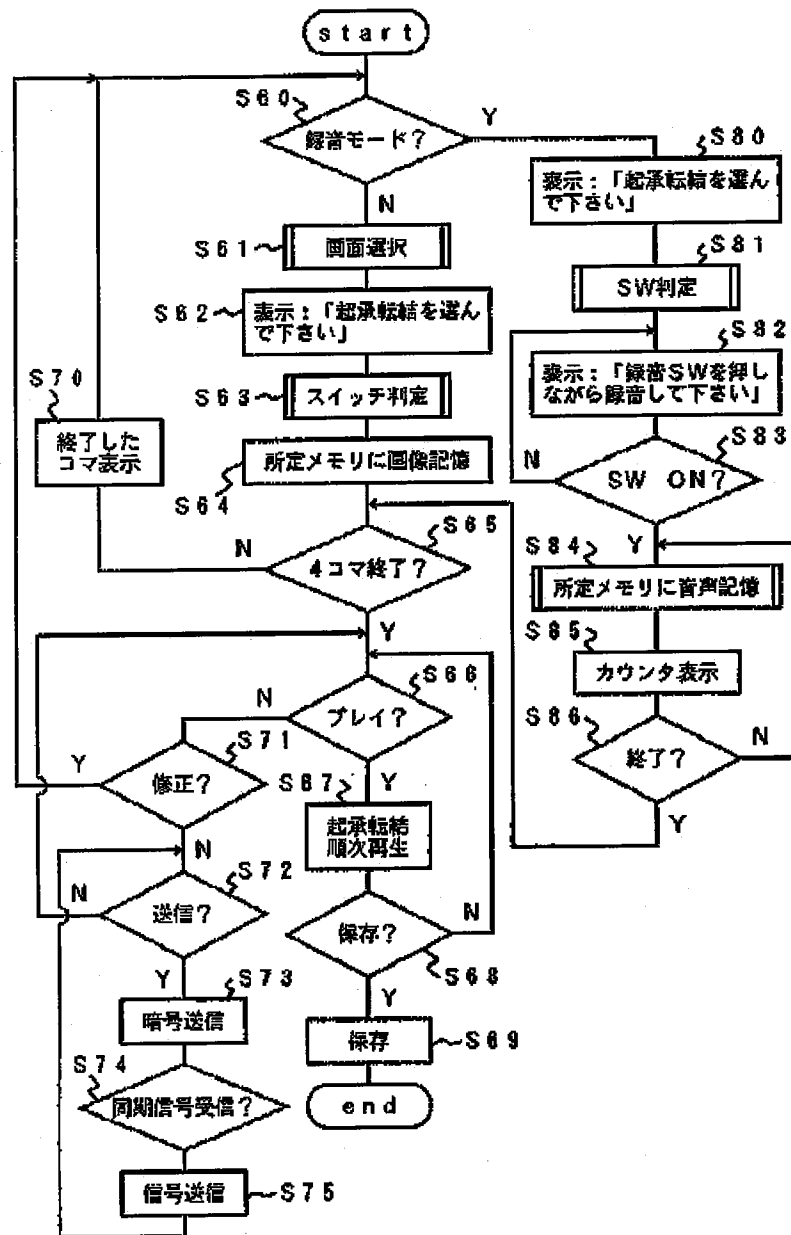 start
S60
録音モード?
Y
N
S61
画面選択
S62
表示:「起承転結を選ん
で下さい」
S63
スイッチ判定
S64
所定メモリに画像記憶
S65
4コマ終了?
N
Y
S70
終了した
コマ表示
S80
表示:「起承転結を選ん
で下さい」
S81
SW判定
S82
表示:「録音SWを押し
ながら録音して下さい」
S83
SW ON?
N
Y
S84
所定メモリに音声記憶
S85
カウンタ表示
S86
終了?
N
Y
S66
プレイ?
N
Y
S67
起承転結
順次再生
S68
保存?
N
Y
S69
保存
end
S71
修正?
Y
N
S72
送信?
N
Y
S73
暗号送信
S74
同期信号受信?
S75
信号送信